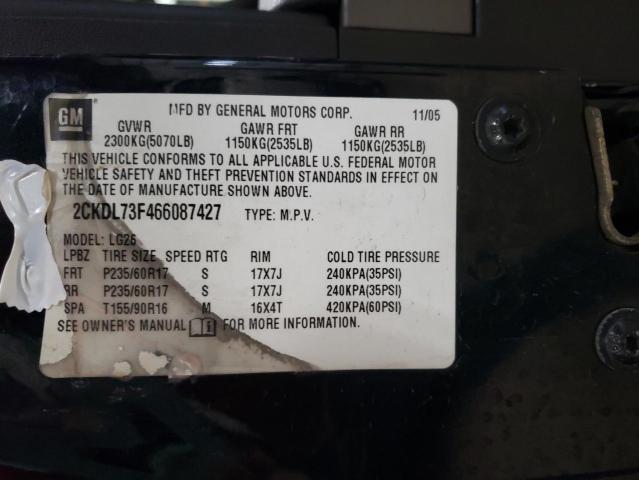 GM
MFD BY GENERAL MOTORS CORP. 11/05
GVWR GAWR FRT GAWR RR
2300KG(5070LB) 1150KG(2535LB) 1150KG(2535LB)
THIS VEHICLE CONFORMS TO ALL APPLICABLE U.S. FEDERAL MOTOR
VEHICLE SAFETY AND THEFT PREVENTION STANDARDS IN EFFECT ON
THE DATE OF MANUFACTURE SHOWN ABOVE.
2CKDL73F466087427 TYPE: M.P.V.
MODEL: LG26
LPBZ TIRE SIZE SPEED RTG RIM COLD TIRE PRESSURE
FRT P235/60R17 S 17X7J 240KPA(35PSI)
RR P235/60R17 S 17X7J 240KPA(35PSI)
SPA T155/90R16 M 16X4T 420KPA(60PSI)
SEE OWNER'S MANUAL FOR MORE INFORMATION.